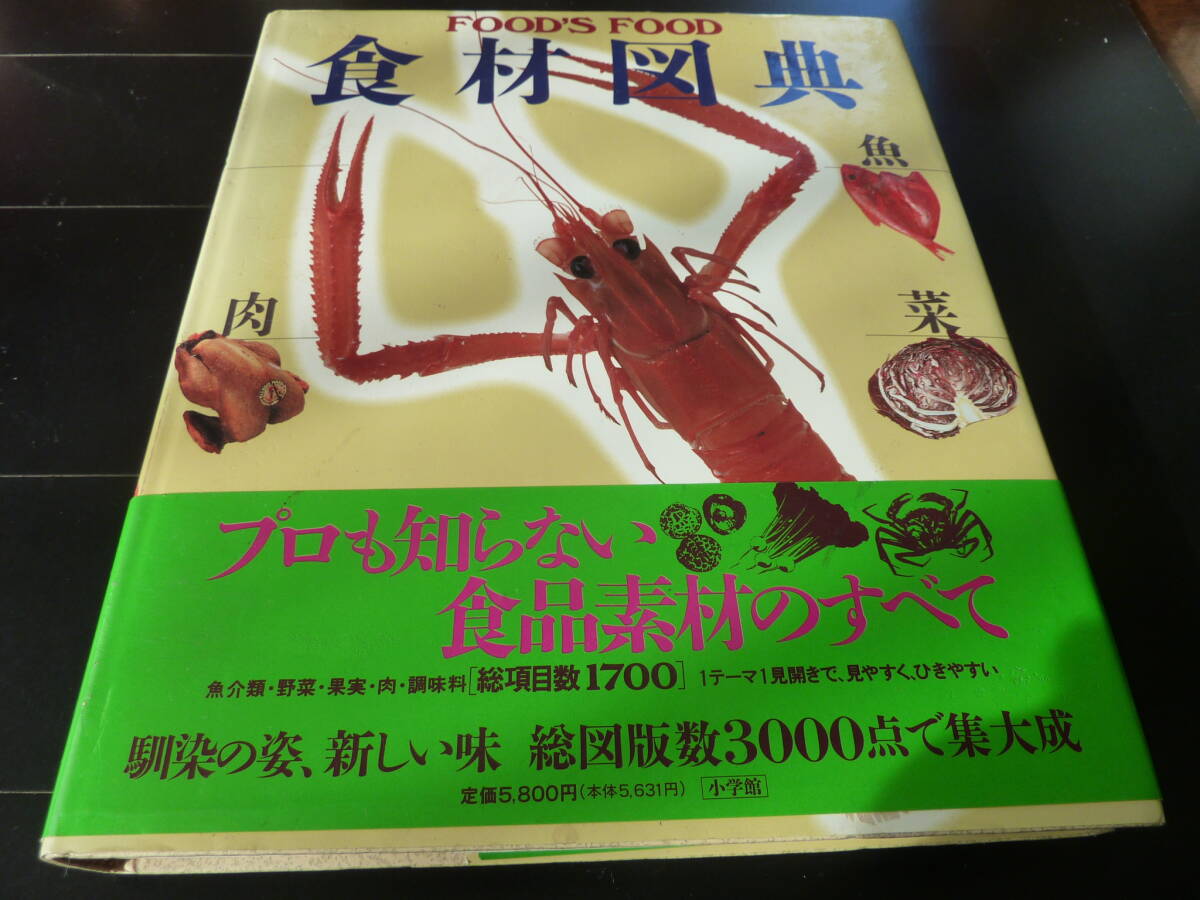 FOOD'S FOOD
食材図典
魚
肉
菜
プロも知らない
食品素材のすべて
魚介類・野菜・果実・肉・調味料[総項目数1700]1テーマ1見開きで、見やすく、ひきやすい
馴染の姿、新しい味 総図版数3000点で集大成
定価5,800円(本体5,631円) 小学館